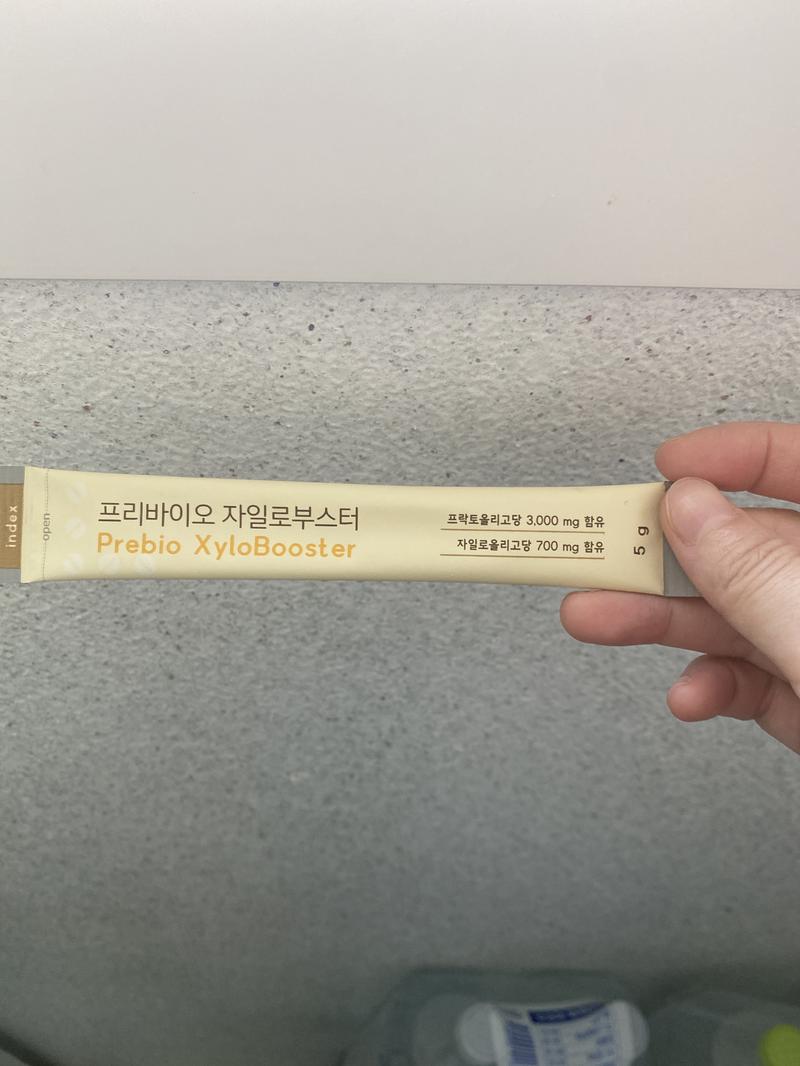 index
open
프리바이오 자일로부스터
Prebio XyloBooster
프락토올리고당 3,000 mg 함유
자일로올리고당 700 mg 함유
5 g